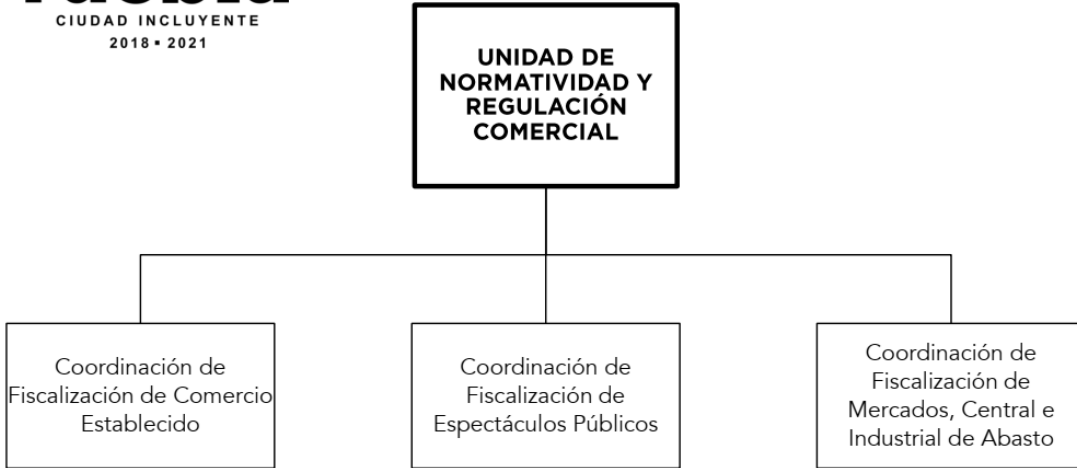 CIUDAD INCLUYENTE
2018 ▪ 2021
UNIDAD DE
NORMATIVIDAD Y
REGULACIÓN
COMERCIAL
Coordinación de
Fiscalización de Comercio
Establecido
Coordinación de
Fiscalización de
Espectáculos Públicos
Coordinación de
Fiscalización de
Mercados, Central e
Industrial de Abasto